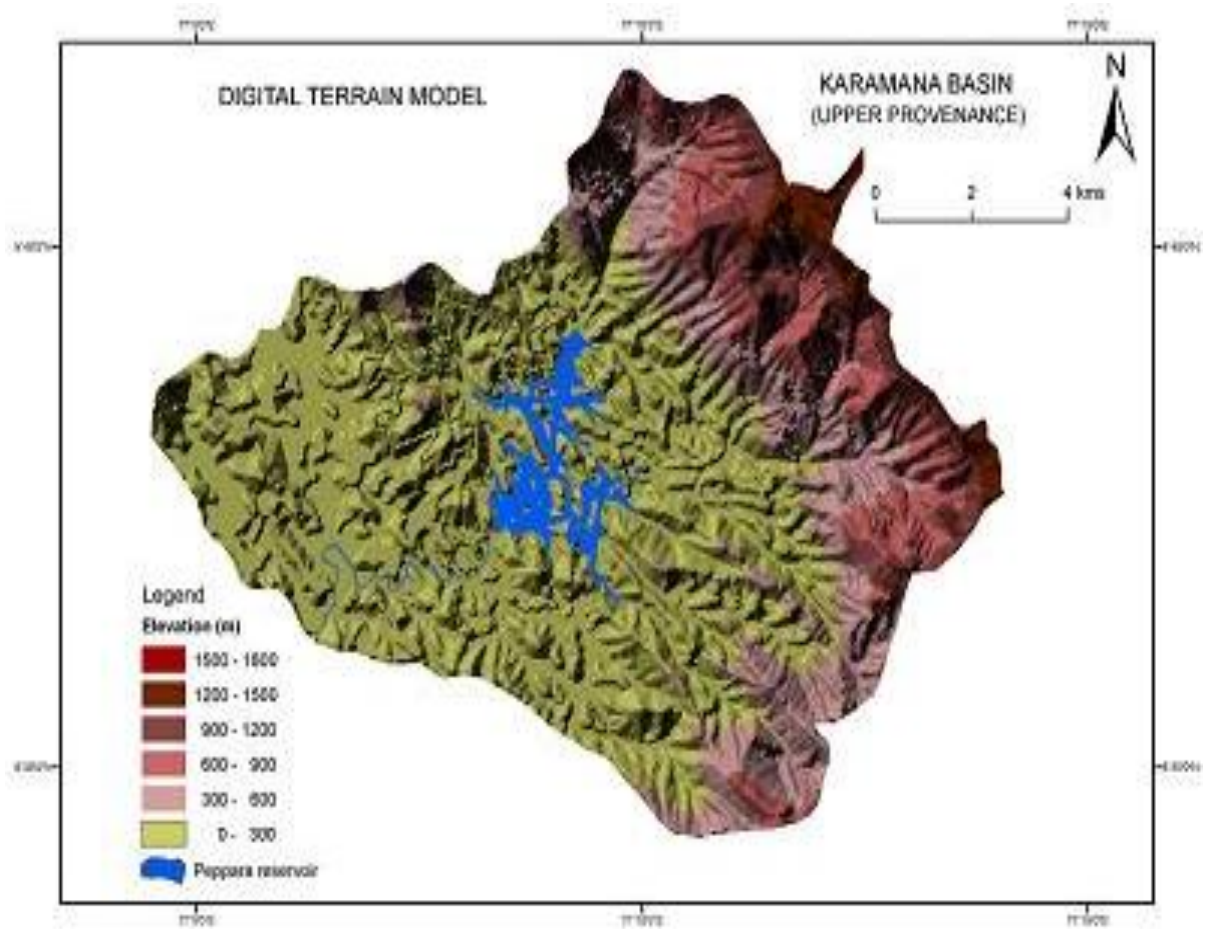 DIGITAL TERRAIN MODEL
KARAMANA BASIN
(UPPER PROVENANCE)
N
0 2 4 kms
Legend
Elevation (m)
1500 - 1600
1200 - 1500
900 - 1200
600 - 900
300 - 600
0 - 300
Peppara reservoir